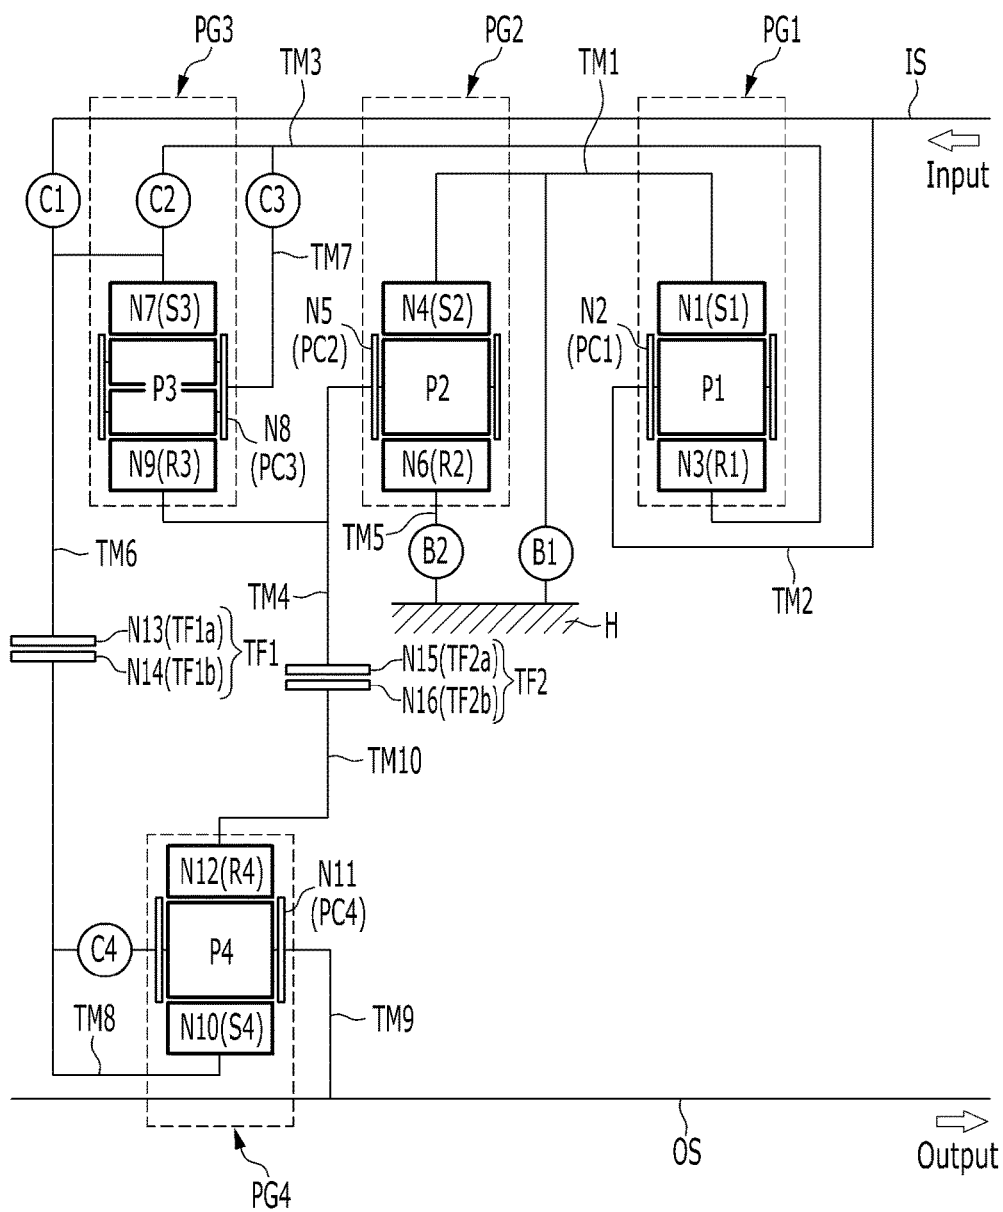 PG3
PG2
PG1
TM3
TM1
IS
Input
C1
C2
C3
TM7
N7(S3)
N5
(PC2)
N4(S2)
N2
(PC1)
N1(S1)
P3
P2
P1
N8
(PC3)
N9(R3)
N6(R2)
N3(R1)
TM5
B2
B1
TM6
TM4
TM2
H
N13(TF1a)
N14(TF1b)
TF1
N15(TF2a)
N16(TF2b)
TF2
TM10
N12(R4)
N11
(PC4)
C4
P4
TM8
N10(S4)
TM9
OS
Output
PG4